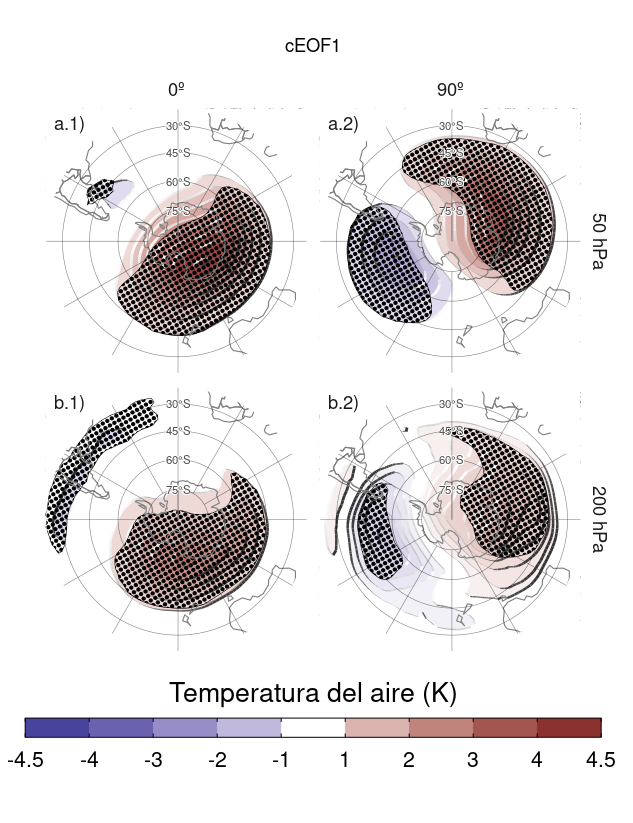 cEOF1
0º 90º
a.1) a.2)
30°S 30°S
45°S 45°S
60°S 60°S
75°S 75°S
50 hPa
b.1) b.2)
30°S 30°S
45°S 45°S
60°S 60°S
75°S 75°S
200 hPa
Temperatura del aire (K)
-4.5 -4 -3 -2 -1 1 2 3 4 4.5